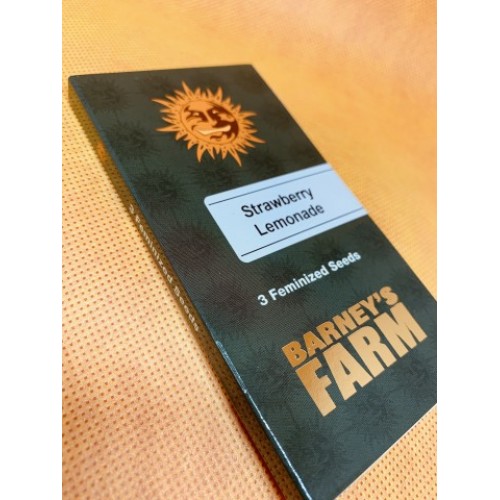 Strawberry
Lemonade
3 Feminized Seeds
BARNEY'S
FARM